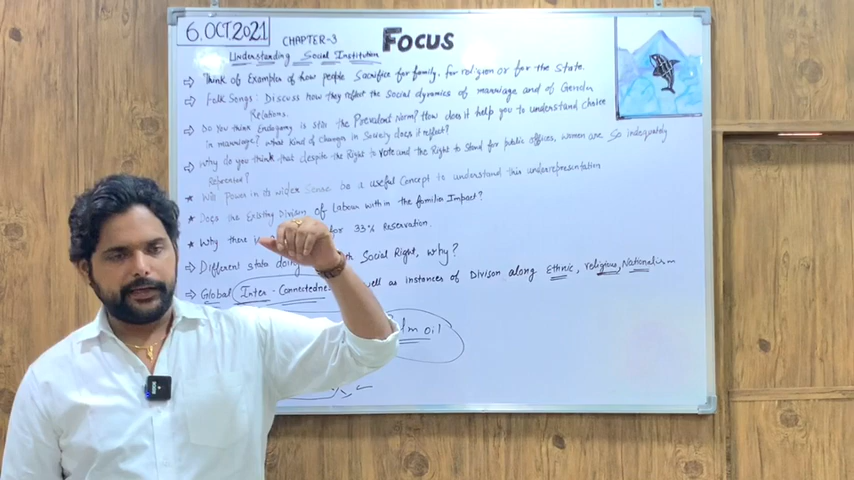 6. OCT 2021
CHAPTER-3
FOCUS
Understanding Social Institution
Think of Examples of how people Sacrifice for family, for religion or for the State.
Folk Songs: Discuss how they reflect the Social dynamics of marriage and of Gender
Relations.
Do you think Endogamy is still the Prevalent Norm? How does it help you to understand choice
in marriage? what kind of changes in Society does it reflect?
Why do you think that despite the Right to vote and the Right to Stand for public offices, women are so inadequately
Will Power in its wider Sense be a useful Concept to understand this underrepresentation
Does the Existing Divison of Labour within the families Impact?
Why there is for 33% Reservation.
Different state Social Right, Why?
Global Inter-Connectedness well as instances of Divison along Ethnic, religious, Nationalism
oil